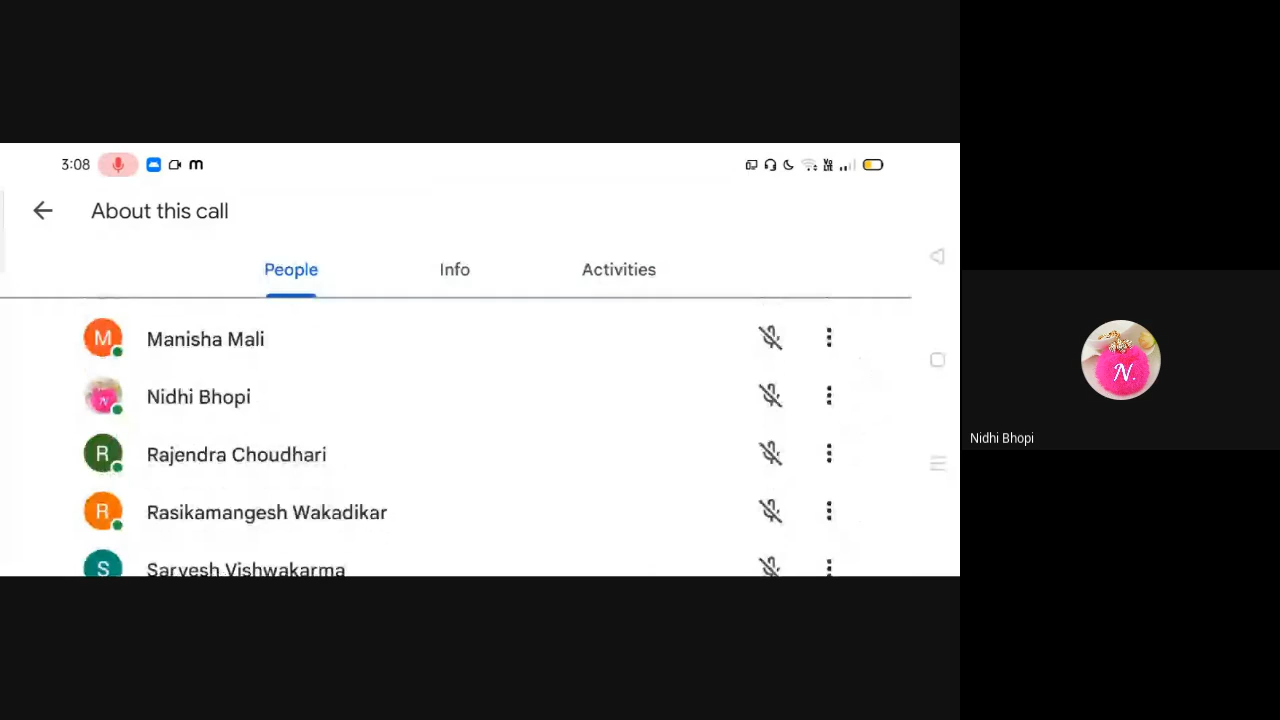 3:08
About this call
People
Info
Activities
M
Manisha Mali
N
Nidhi Bhopi
R
Rajendra Choudhari
R
Rasikamangesh Wakadikar
S
Sarvesh Vishwakarma
N.
Nidhi Bhopi